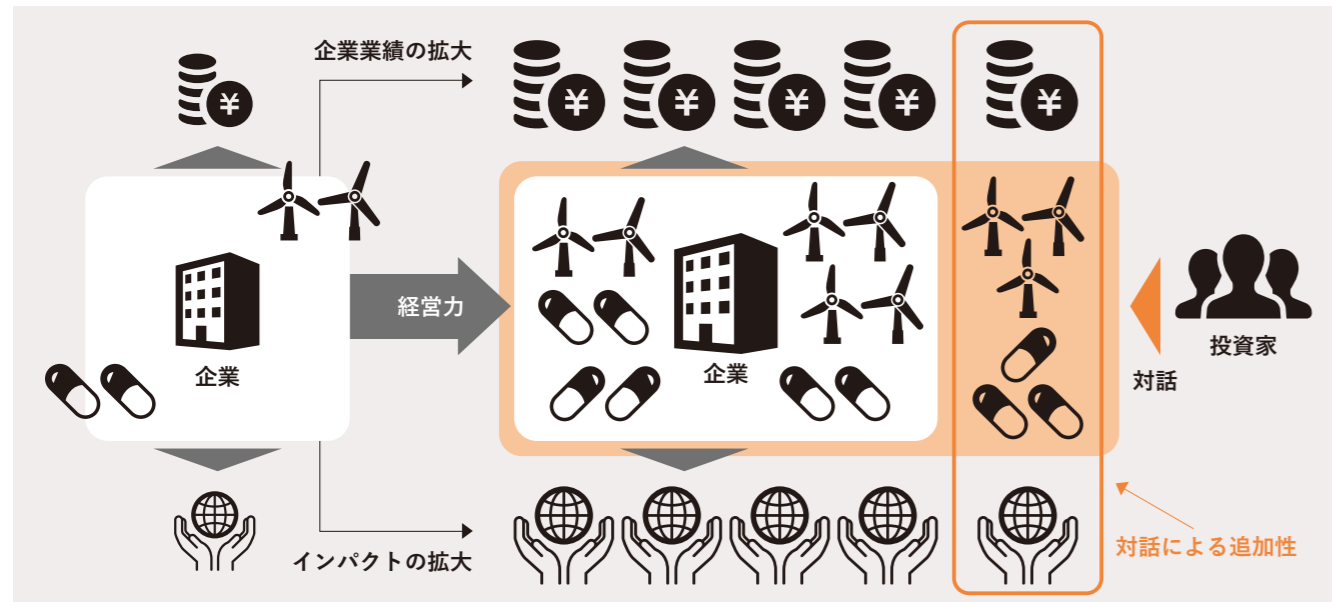 企業業績の拡大
¥
¥
¥
¥
¥
¥
経営力
企業
企業
投資家
対話
インパクトの拡大
対話による追加性